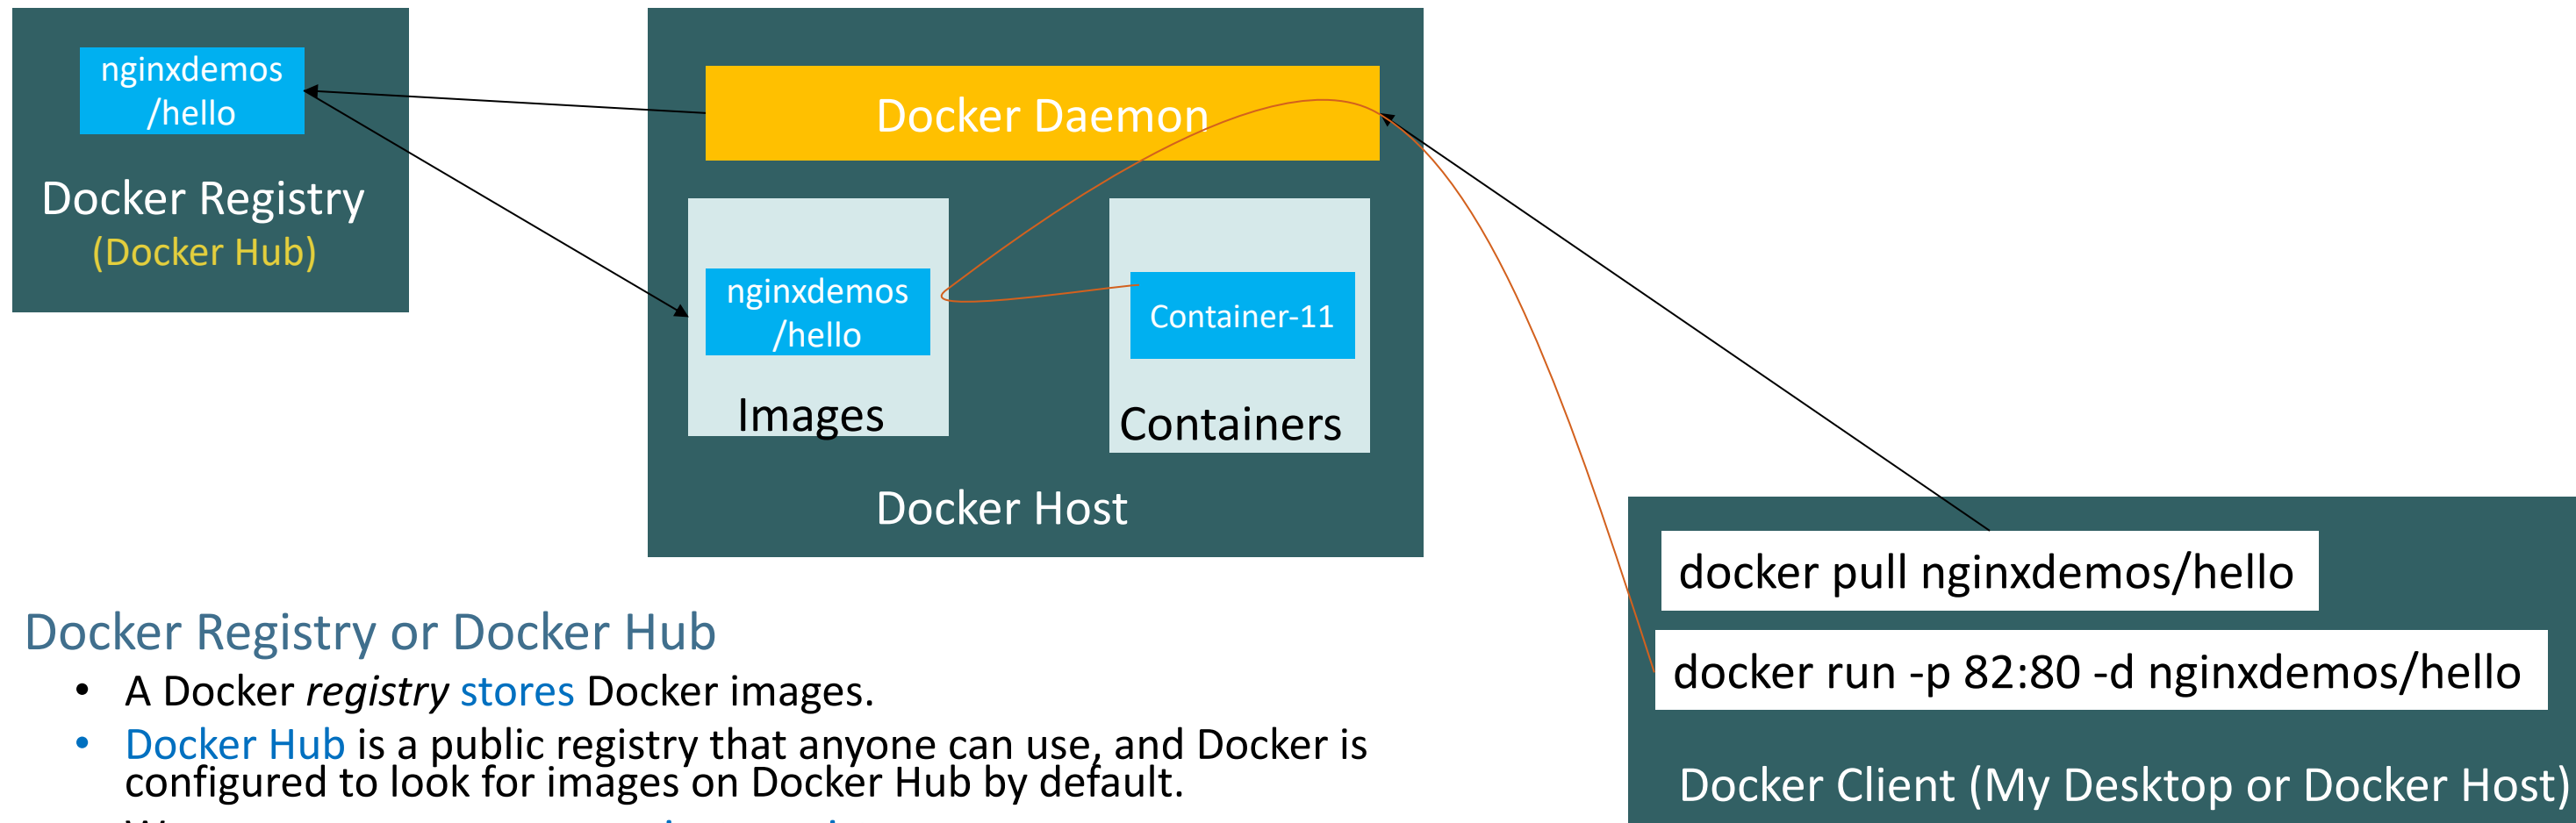 nginxdemos
/hello
Docker Registry
(Docker Hub)
Docker Daemon
nginxdemos
/hello
Images
Container-11
Containers
Docker Host
docker pull nginxdemos/hello
docker run -p 82:80 -d nginxdemos/hello
Docker Client (My Desktop or Docker Host)
Docker Registry or Docker Hub
• A Docker registry stores Docker images.
• Docker Hub is a public registry that anyone can use, and Docker is
configured to look for images on Docker Hub by default.